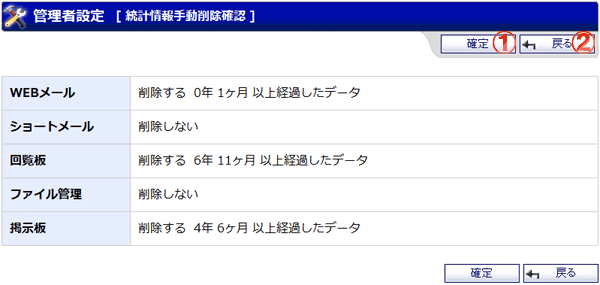 管理者設定 [ 統計情報手動削除確認 ]
確定 ① 戻る ②
WEBメール 削除する 0年 1ヶ月 以上経過したデータ
ショートメール 削除しない
回覧板 削除する 6年 11ヶ月 以上経過したデータ
ファイル管理 削除しない
掲示板 削除する 4年 6ヶ月 以上経過したデータ
確定 戻る